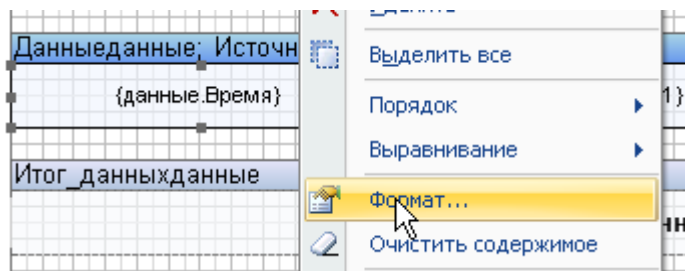 Данныеданные; Источн
Выделить все
{данные.Время}
Порядок
1}
Выравнивание
Итог_данныхданные
Формат...
Очистить содержимое